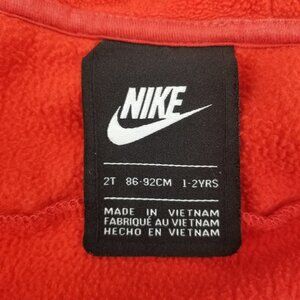 NIKE
2T 86-92CM 1-2YRS
MADE IN VIETNAM
FABRIQUÉ AU VIETNAM
HECHO EN VIETNAM